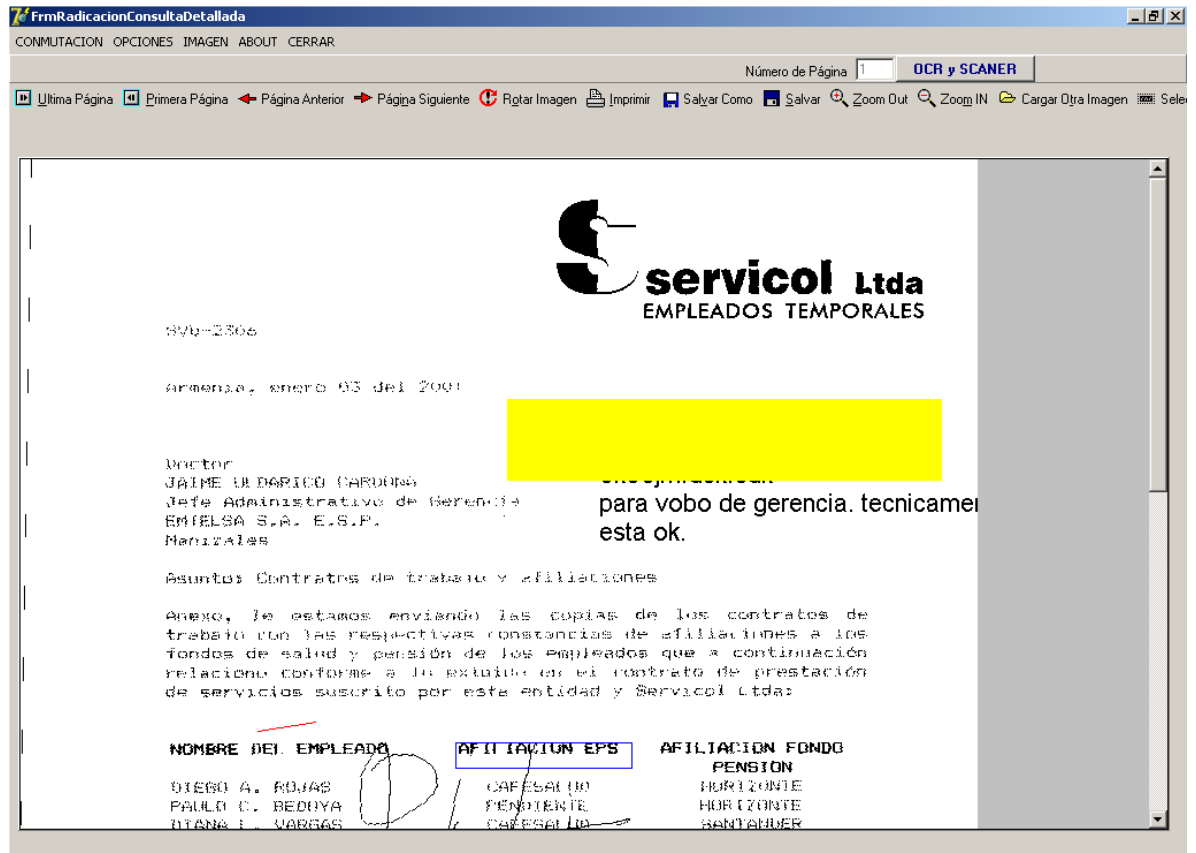 FrmRadicacionConsultaDetallada
CONMUTACION OPCIONES IMAGEN ABOUT CERRAR
Número de Página 1 OCR y SCANER
Ultima Página Primera Página Página Anterior Página Siguiente Rotar Imagen Imprimir Salvar Como Salvar Zoom Out Zoom IN Cargar Otra Imagen Sele
servicol Ltda
EMPLEADOS TEMPORALES
2306
Armenia, enero 03 del 2001
Doctor
JAIME ULDARICO CARDONA
Jefe Administrativo de Gerencia
para vobo de gerencia. tecnicamen
S.A. E.S.P.
esta ok.
Manizales
Asunto: Contratos de trabajo y afiliaciones
Anexo, le estamos enviando las copias de los contratos de
trabajo con las respectivas constancias de afiliaciones a los
fondos de salud y pensión de los empleados que a continuación
relaciono conforme a lo exigido en el contrato de prestación
de servicios suscrito por esta entidad y Servicol Ltda:
NOMBRE DEL EMPLEADO AFILIACION EPS AFILIACION FONDO
PENSION
DIEGO A. ROJAS CAFESALUD HORIZONTE
PAULO C. BEDOYA PENDIENTE HORIZONTE
DIANA L. VARGAS CAFESALUD SANTANDER